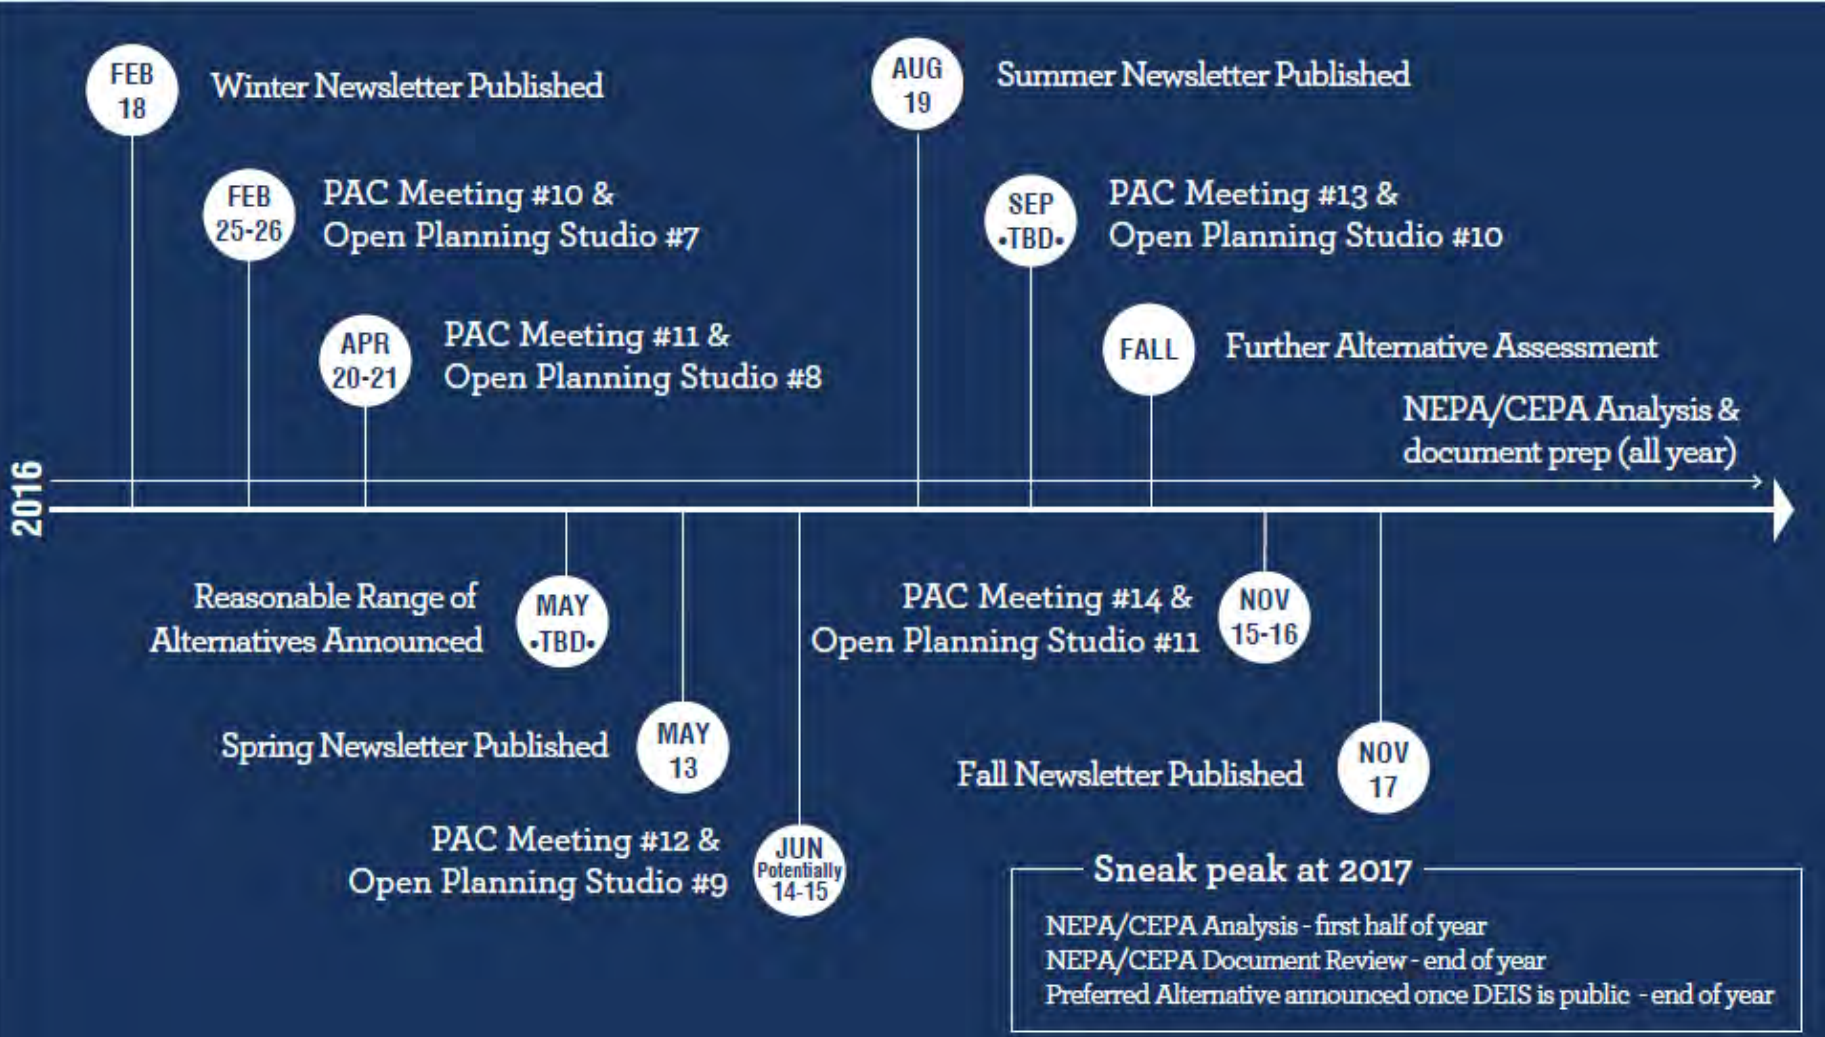 FEB
18
Winter Newsletter Published
FEB
25-26
PAC Meeting #10 &
Open Planning Studio #7
APR
20-21
PAC Meeting #11 &
Open Planning Studio #8
AUG
19
Summer Newsletter Published
SEP
•TBD•
PAC Meeting #13 &
Open Planning Studio #10
FALL
Further Alternative Assessment
NEPA/CEPA Analysis &
document prep (all year)
2016
Reasonable Range of
Alternatives Announced
MAY
•TBD•
Spring Newsletter Published
MAY
13
PAC Meeting #12 &
Open Planning Studio #9
JUN
Potentially
14-15
PAC Meeting #14 &
Open Planning Studio #11
NOV
15-16
Fall Newsletter Published
NOV
17
Sneak peak at 2017
NEPA/CEPA Analysis - first half of year
NEPA/CEPA Document Review - end of year
Preferred Alternative announced once DEIS is public - end of year